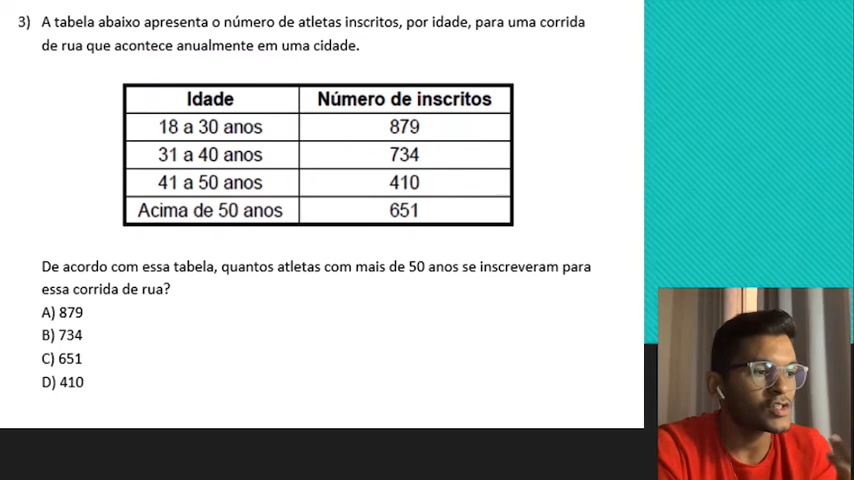 3) A tabela abaixo apresenta o número de atletas inscritos, por idade, para uma corrida
de rua que acontece anualmente em uma cidade.
Idade Número de inscritos
18 a 30 anos 879
31 a 40 anos 734
41 a 50 anos 410
Acima de 50 anos 651
De acordo com essa tabela, quantos atletas com mais de 50 anos se inscreveram para
essa corrida de rua?
A) 879
B) 734
C) 651
D) 410